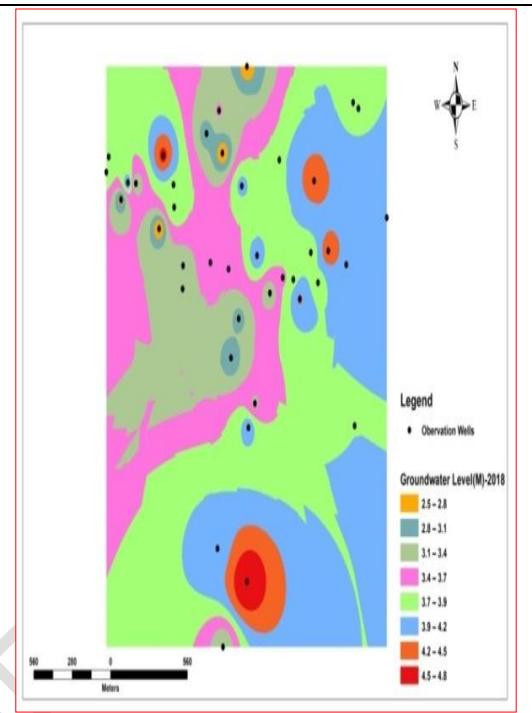 N
W E
S
Legend
Obervation Wells
Groundwater Level(M)-2018
2.5 – 2.8
2.8 – 3.1
3.1 – 3.4
3.4 – 3.7
3.7 – 3.9
3.9 – 4.2
4.2 – 4.5
4.5 – 4.8
560 280 0 560
Meters